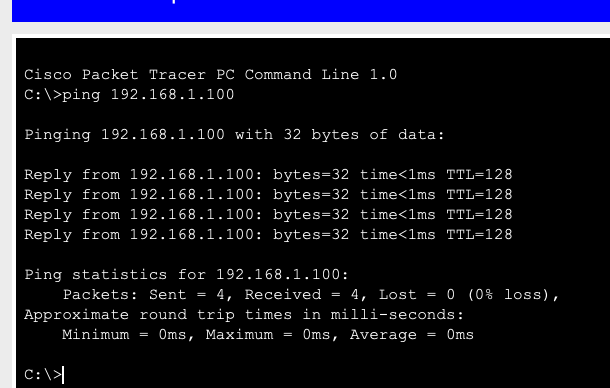 Cisco Packet Tracer PC Command Line 1.0
C:\>ping 192.168.1.100
Pinging 192.168.1.100 with 32 bytes of data:
Reply from 192.168.1.100: bytes=32 time<1ms TTL=128
Reply from 192.168.1.100: bytes=32 time<1ms TTL=128
Reply from 192.168.1.100: bytes=32 time<1ms TTL=128
Reply from 192.168.1.100: bytes=32 time<1ms TTL=128
Ping statistics for 192.168.1.100:
Packets: Sent = 4, Received = 4, Lost = 0 (0% loss),
Approximate round trip times in milli-seconds:
Minimum = 0ms, Maximum = 0ms, Average = 0ms
C:\>